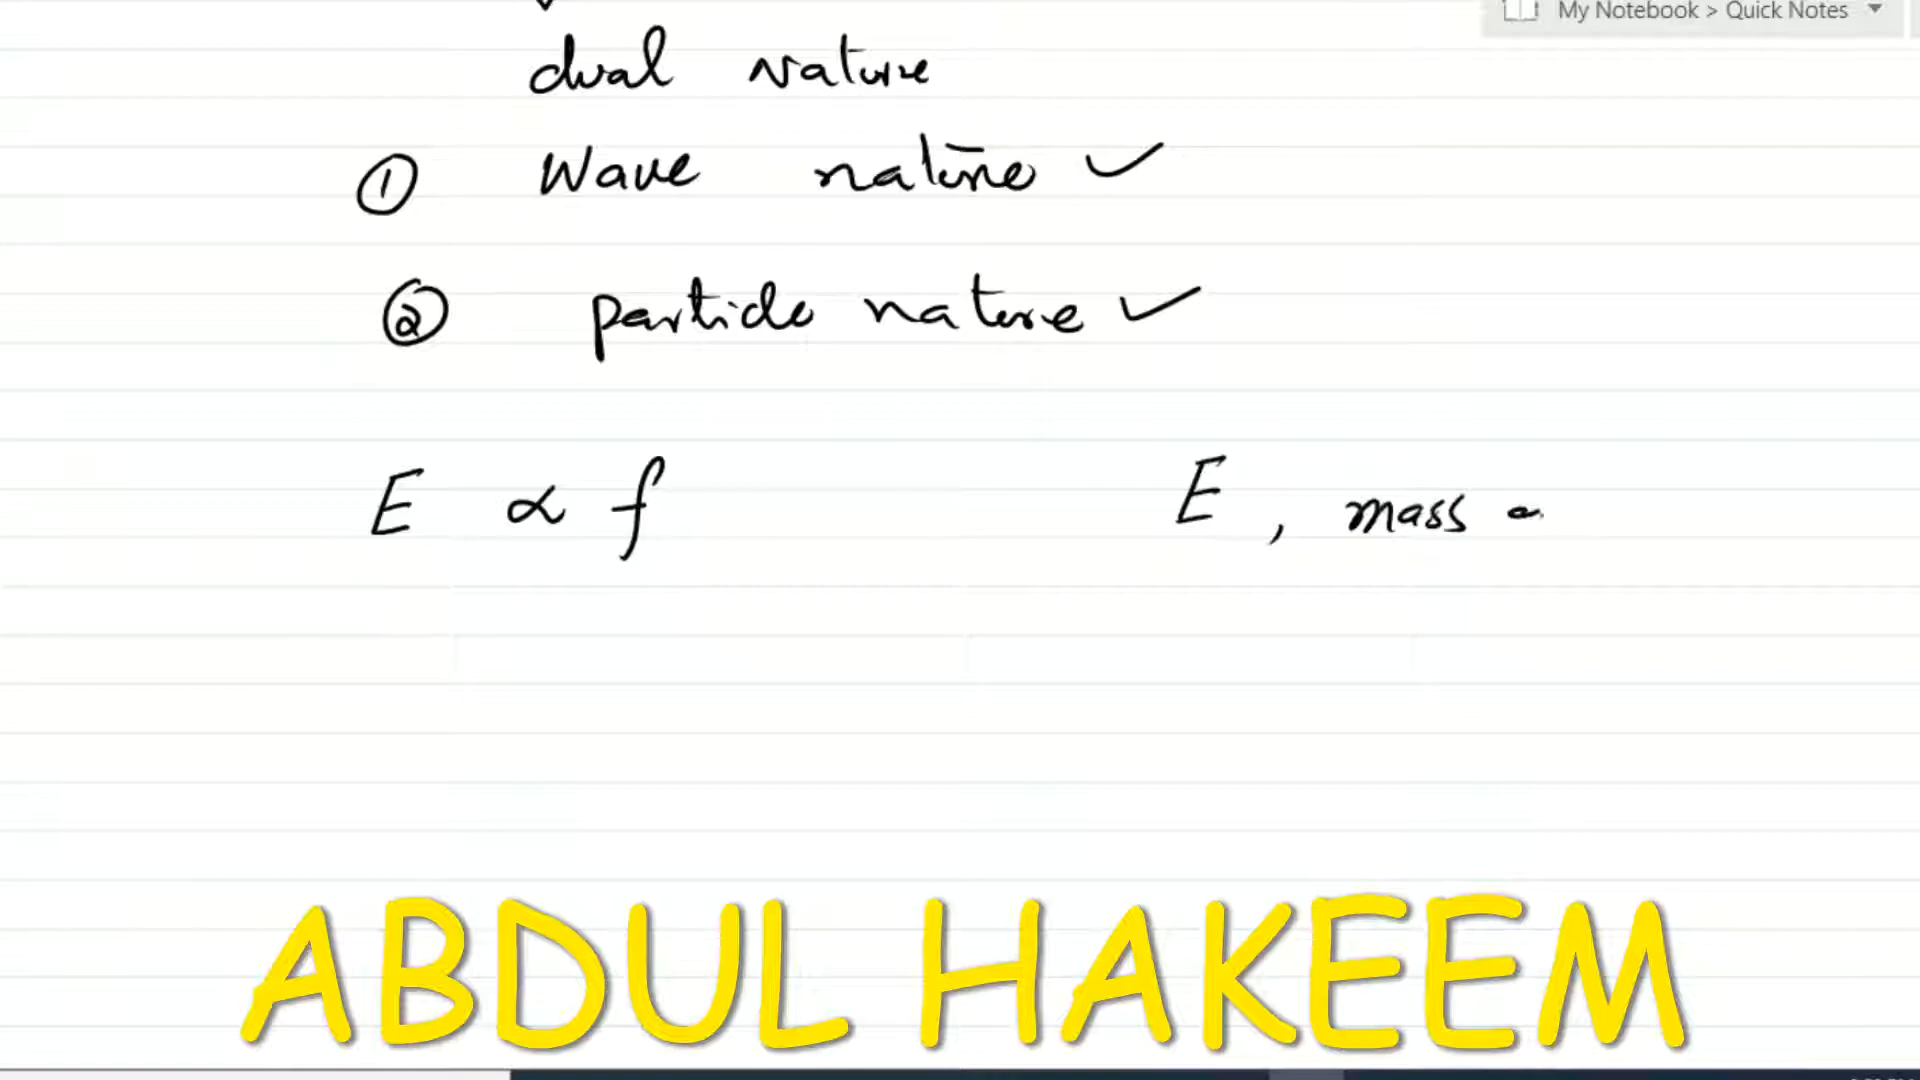 My Notebook > Quick Notes
dual nature
① Wave nature ✓
② particle nature ✓
E ∝ f
E , mass
ABDUL HAKEEM